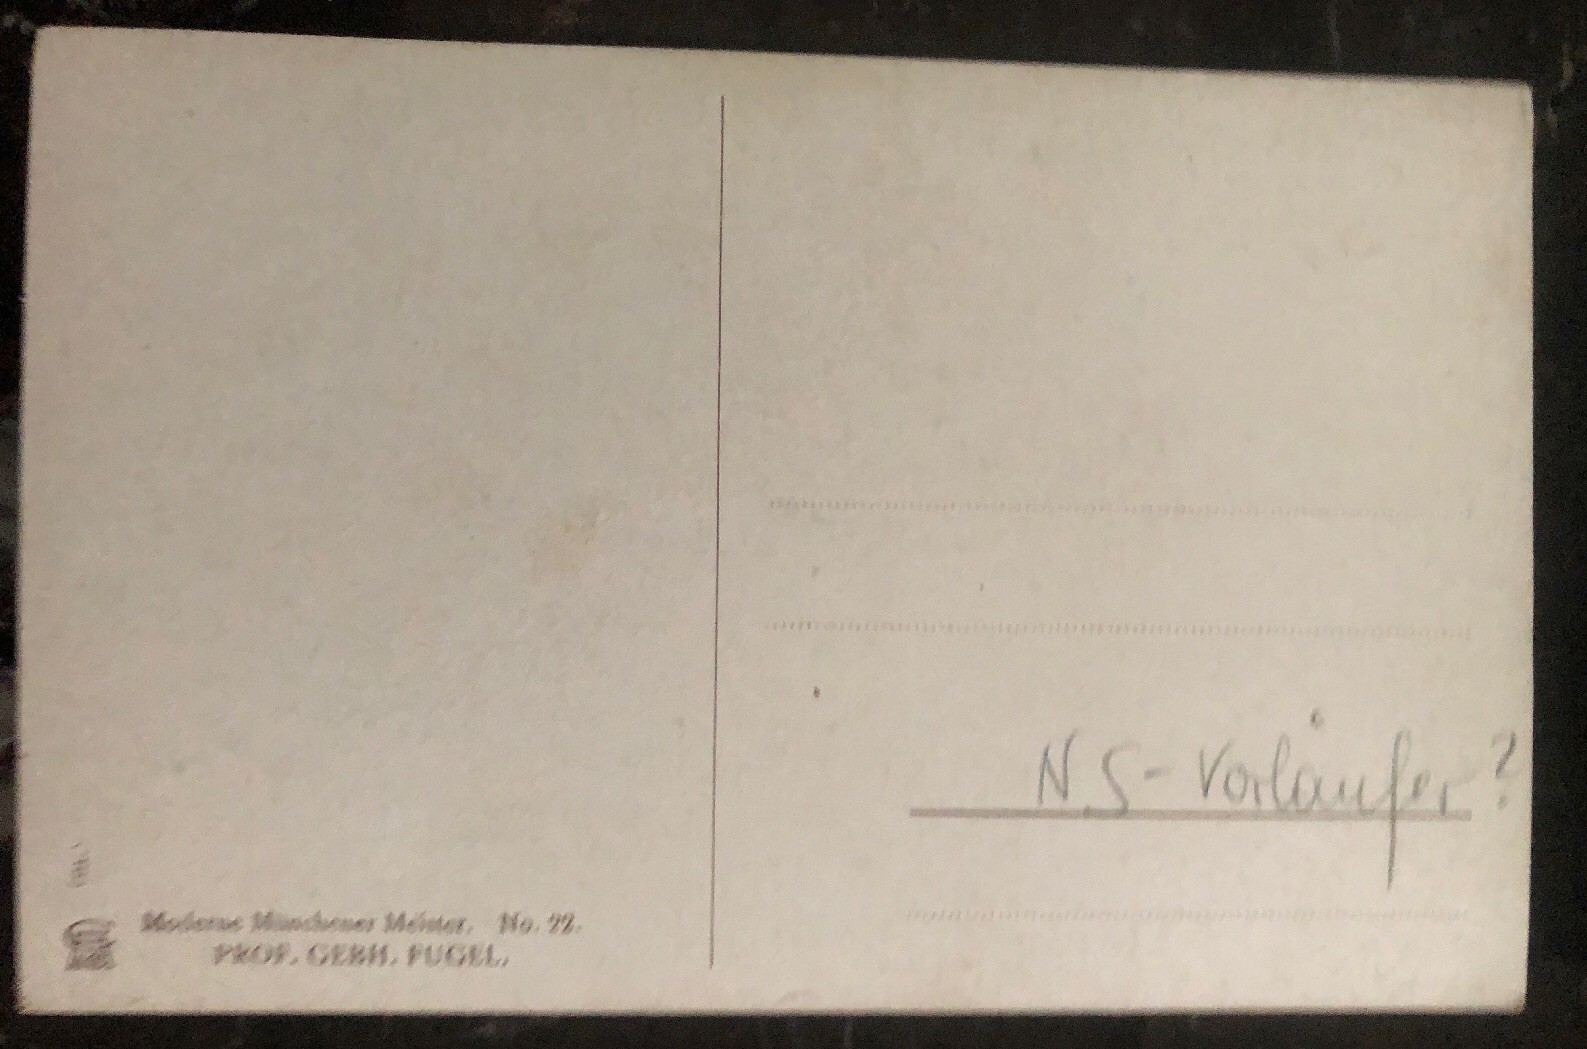 N.S-Vorläufer?
Moderne Münchener Meister. No. 22.
PROF. GEBH. FUGEL.